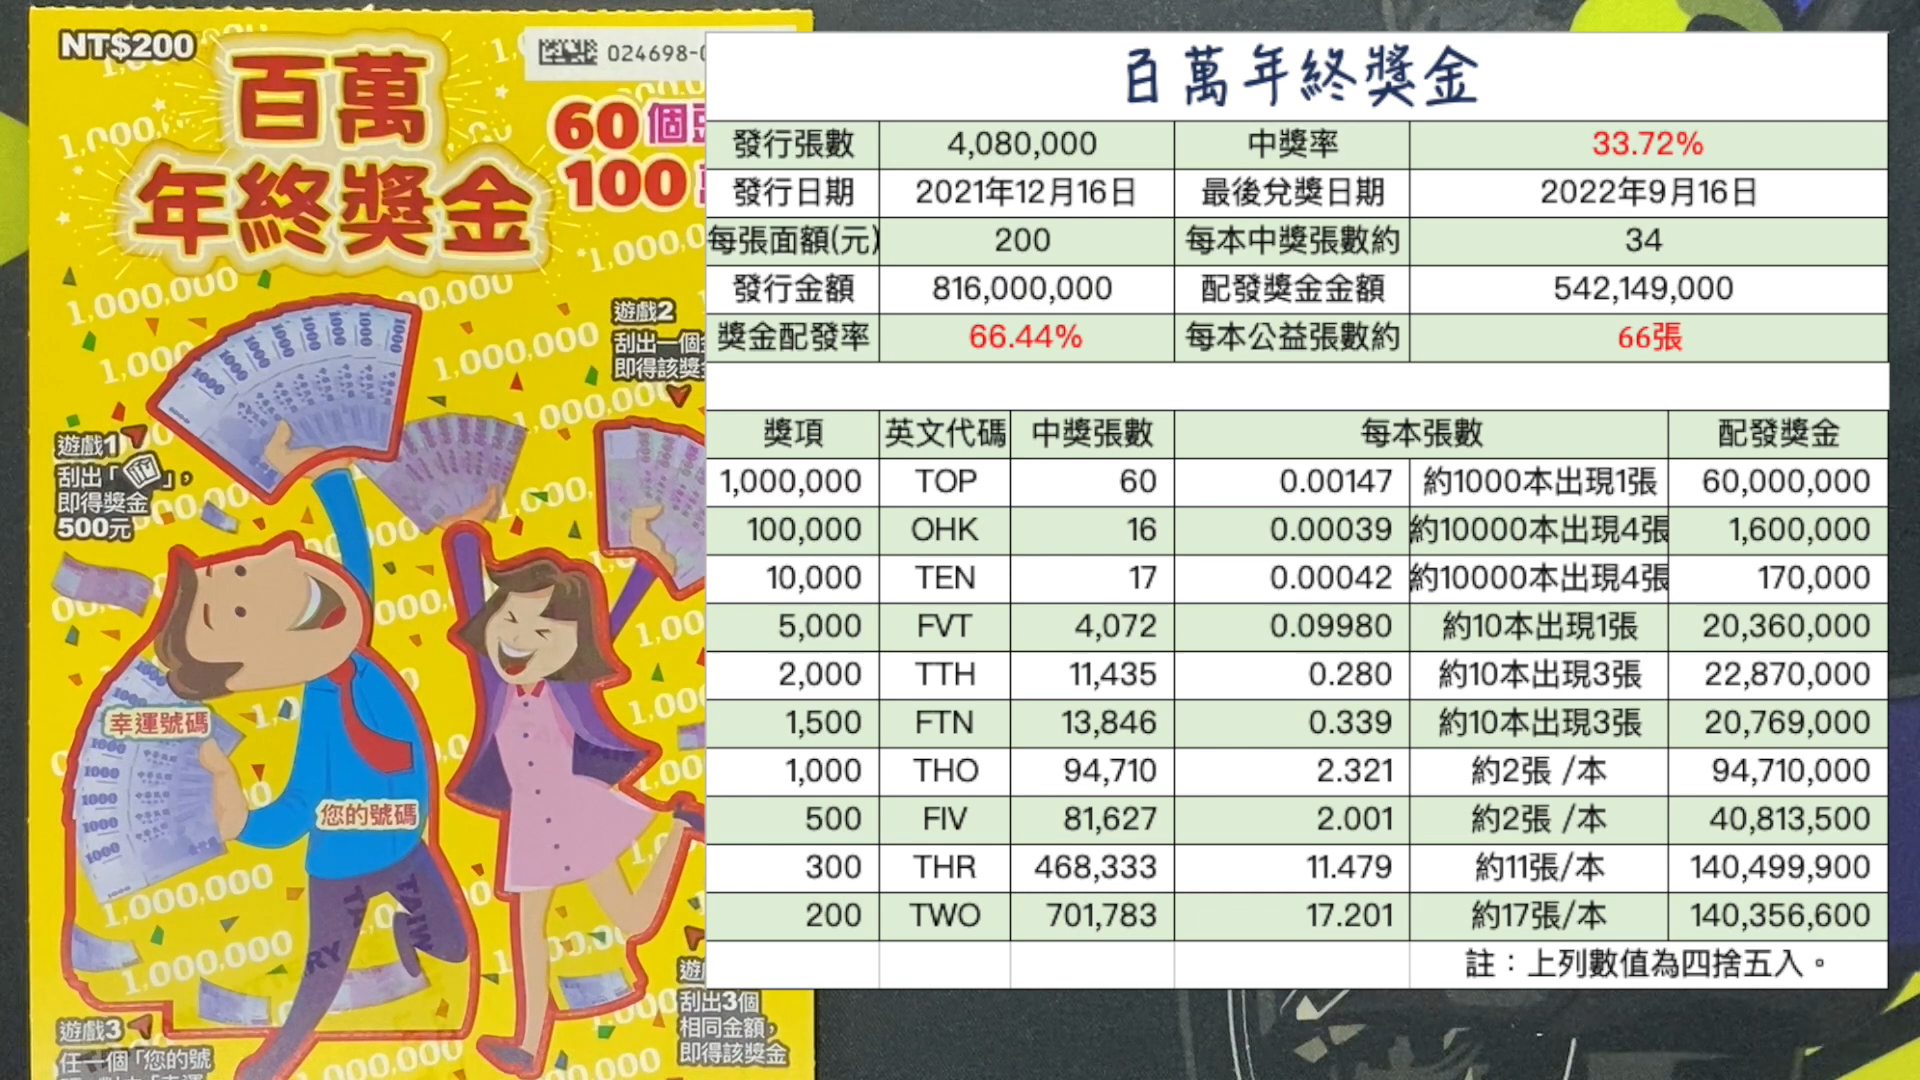 NT$200
024698-0
百萬
年終獎金
60個
100
遊戲1
刮出「」,
即得獎金
500元
遊戲2
刮出一個
即得該獎
幸運號碼
您的號碼
遊戲3
任一個「您的號
刮出3個
相同金額,
即得該獎金
百萬年終獎金
發行張數 4,080,000 中獎率 33.72%
發行日期 2021年12月16日 最後兌獎日期 2022年9月16日
每張面額(元) 200 每本中獎張數約 34
發行金額 816,000,000 配發獎金金額 542,149,000
獎金配發率 66.44% 每本公益張數約 66張
獎項 英文代碼 中獎張數 每本張數 配發獎金
1,000,000 TOP 60 0.00147 約1000本出現1張 60,000,000
100,000 OHK 16 0.00039 約10000本出現4張 1,600,000
10,000 TEN 17 0.00042 約10000本出現4張 170,000
5,000 FVT 4,072 0.09980 約10本出現1張 20,360,000
2,000 TTH 11,435 0.280 約10本出現3張 22,870,000
1,500 FTN 13,846 0.339 約10本出現3張 20,769,000
1,000 THO 94,710 2.321 約2張 /本 94,710,000
500 FIV 81,627 2.001 約2張 /本 40,813,500
300 THR 468,333 11.479 約11張/本 140,499,900
200 TWO 701,783 17.201 約17張/本 140,356,600
註：上列數值為四捨五入。